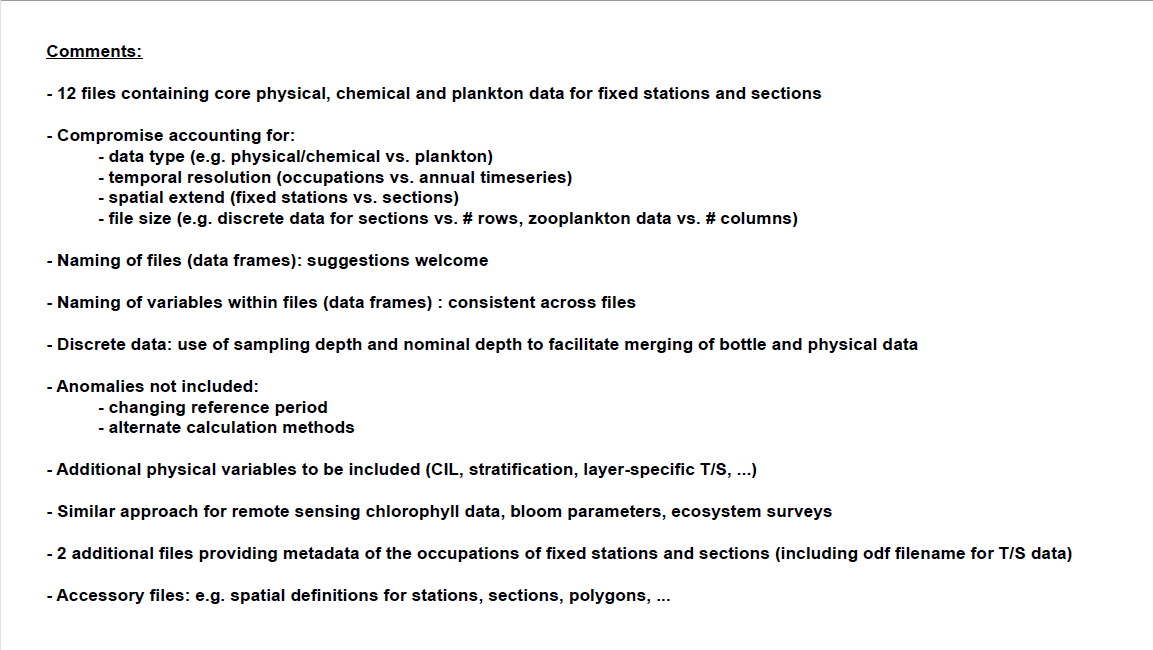 Comments:
- 12 files containing core physical, chemical and plankton data for fixed stations and sections
- Compromise accounting for:
- data type (e.g. physical/chemical vs. plankton)
- temporal resolution (occupations vs. annual timeseries)
- spatial extend (fixed stations vs. sections)
- file size (e.g. discrete data for sections vs. # rows, zooplankton data vs. # columns)
- Naming of files (data frames): suggestions welcome
- Naming of variables within files (data frames) : consistent across files
- Discrete data: use of sampling depth and nominal depth to facilitate merging of bottle and physical data
- Anomalies not included:
- changing reference period
- alternate calculation methods
- Additional physical variables to be included (CIL, stratification, layer-specific T/S, ...)
- Similar approach for remote sensing chlorophyll data, bloom parameters, ecosystem surveys
- 2 additional files providing metadata of the occupations of fixed stations and sections (including odf filename for T/S data)
- Accessory files: e.g. spatial definitions for stations, sections, polygons, ...